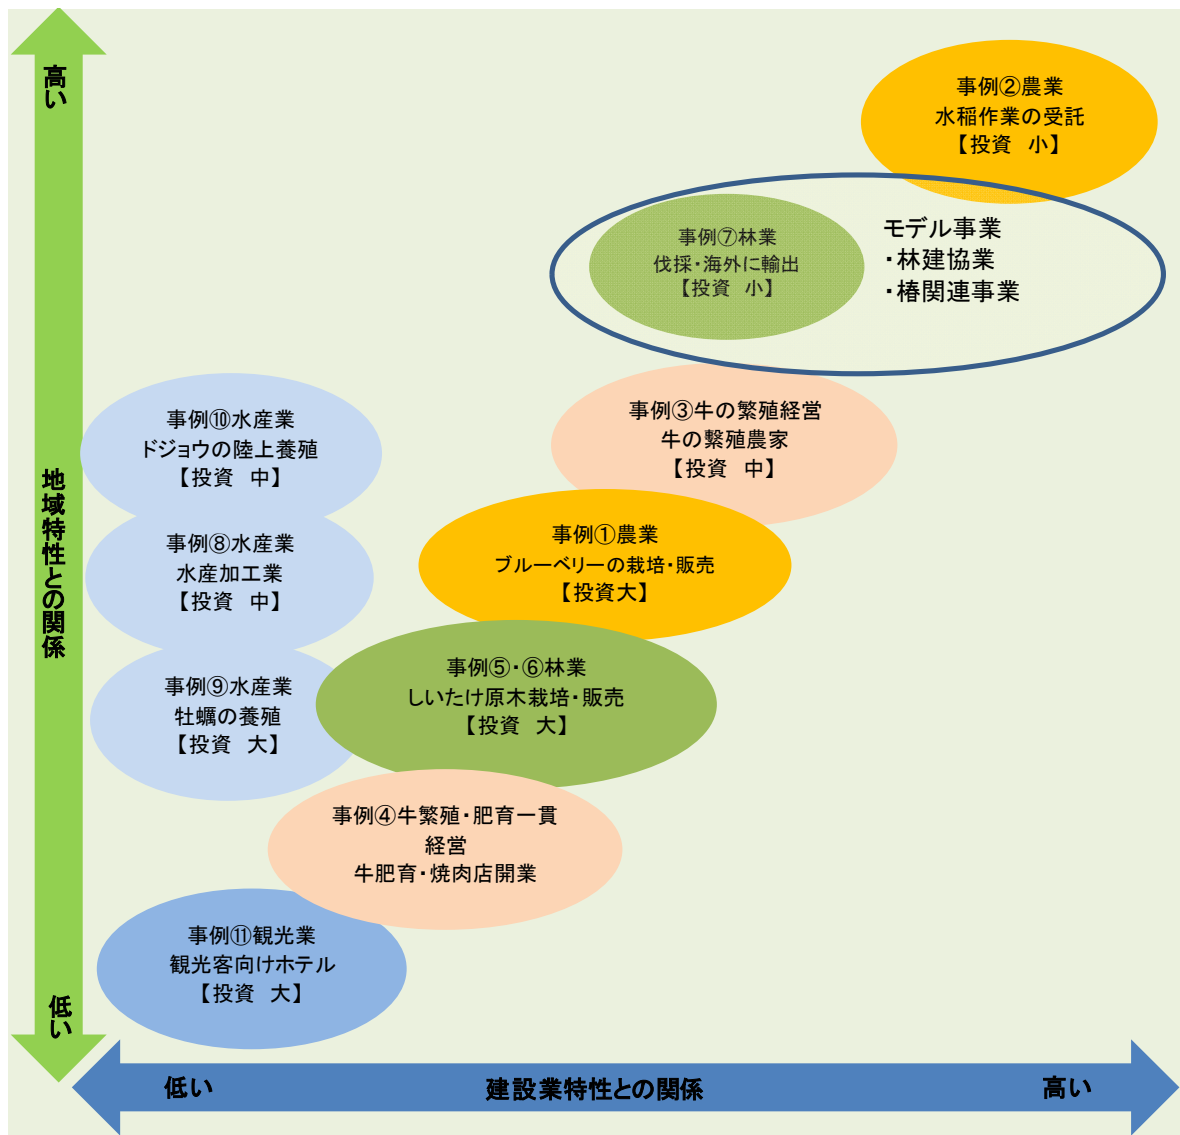 高い
事例②農業
水稲作業の受託
【投資　小】
事例⑦林業
伐採・海外に輸出
【投資　小】
モデル事業
・林建協業
・椿関連事業
事例⑩水産業
ドジョウの陸上養殖
【投資　中】
事例③牛の繁殖経営
牛の繋殖農家
【投資　中】
地域特性との関係
事例⑧水産業
水産加工業
【投資　中】
事例①農業
ブルーベリーの栽培・販売
【投資大】
事例⑨水産業
牡蠣の養殖
【投資　大】
事例⑤・⑥林業
しいたけ原木栽培・販売
【投資　大】
事例④牛繁殖・肥育一貫
経営
牛肥育・焼肉店開業
事例⑪観光業
観光客向けホテル
【投資　大】
低い
低い
建設業特性との関係
高い